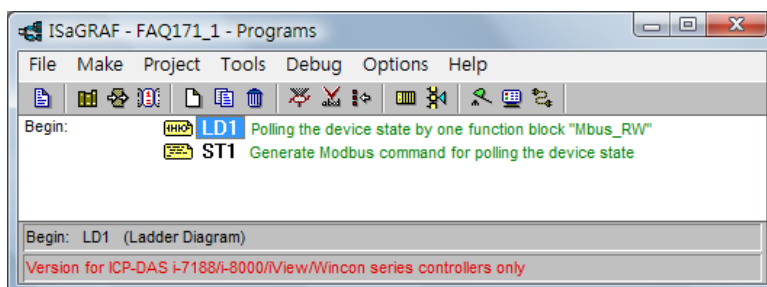 ISaGRAF - FAQ171_1 - Programs
File Make Project Tools Debug Options Help
Begin: LD1 Polling the device state by one function block "Mbus_RW"
ST1 Generate Modbus command for polling the device state
Begin: LD1 (Ladder Diagram)
Version for ICP-DAS i-7188/i-8000/iView/Wincon series controllers only